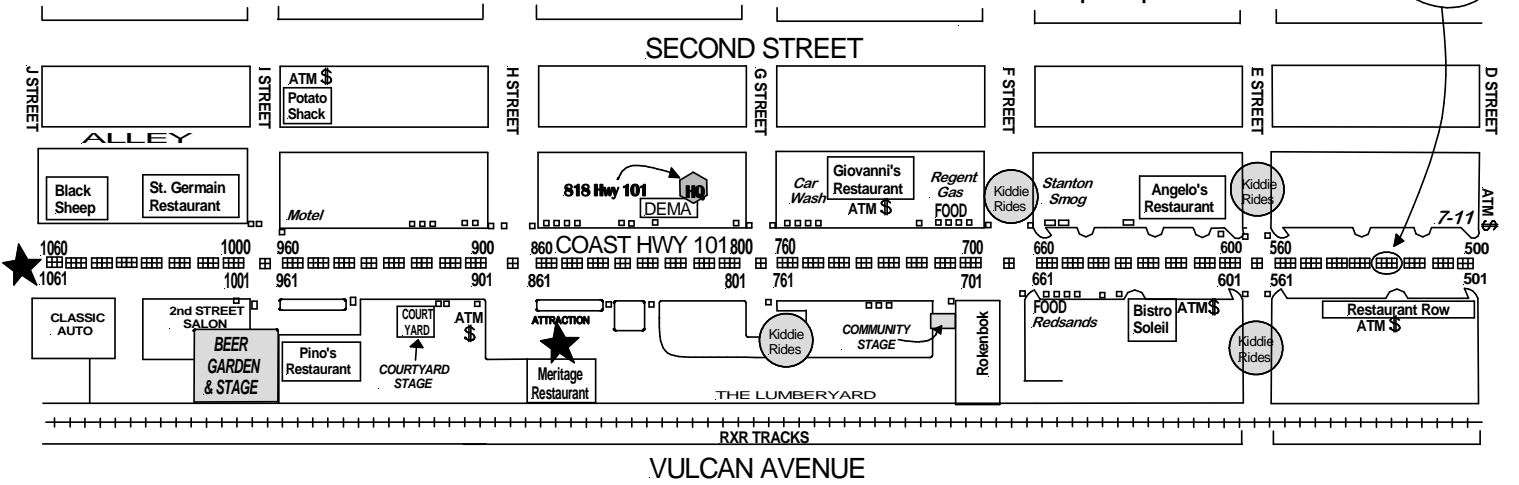 SECOND STREET
J STREET
I STREET
H STREET
G STREET
F STREET
E STREET
D STREET
ATM $
Potato
Shack
ALLEY
Black
Sheep
St. Germain
Restaurant
Motel
818 Hwy 101
HQ
DEMA
Car
Wash
Giovanni's
Restaurant
ATM $
Regent
Gas
FOOD
Kiddie
Rides
Stanton
Smog
Angelo's
Restaurant
Kiddie
Rides
7-11
ATM $
1060 1000 960 900 860 COAST HWY 101 800 760 700 660 600 560 500
1061 1001 961 901 861 801 761 701 661 601 561 501
CLASSIC
AUTO
2nd STREET
SALON
BEER
GARDEN
& STAGE
Pino's
Restaurant
COURT
YARD
COURTYARD
STAGE
ATM
$
ATTRACTION
Meritage
Restaurant
Kiddie
Rides
COMMUNITY
STAGE
Rokenbok
FOOD
Redsands
Bistro
Soleil
ATM $
Kiddie
Rides
Restaurant Row
ATM $
THE LUMBERYARD
RXR TRACKS
VULCAN AVENUE